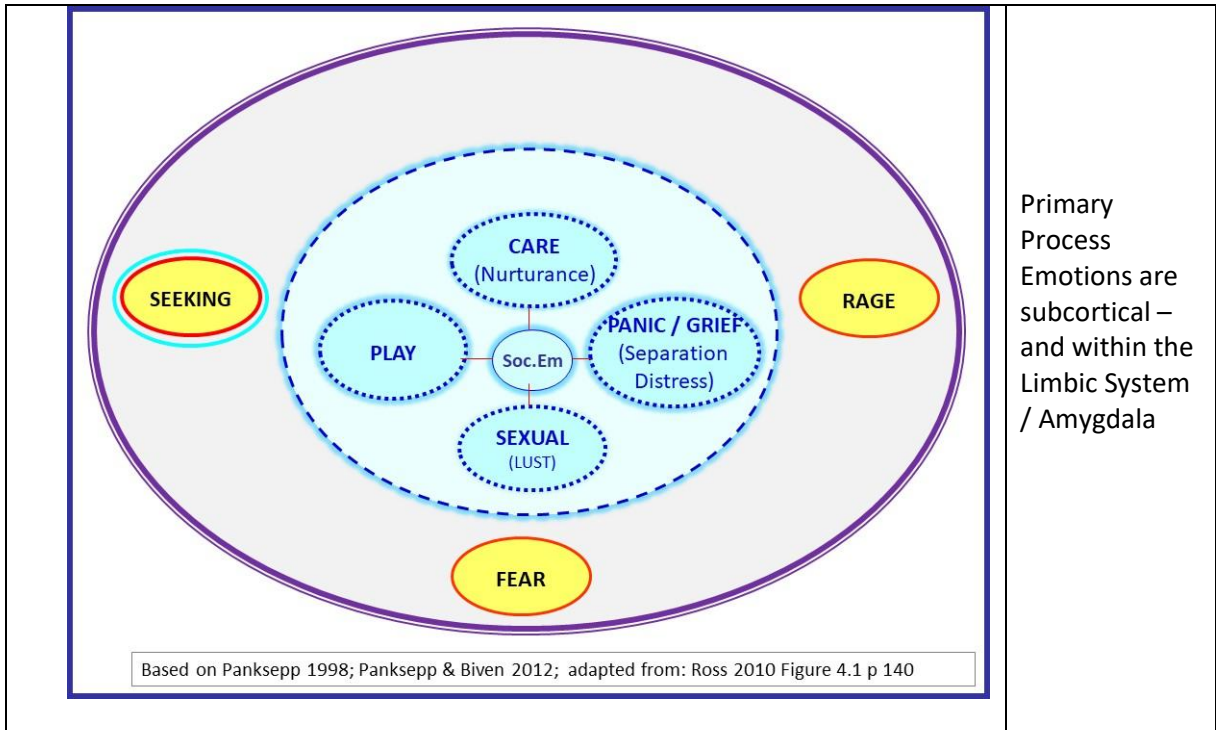 CARE
(Nurturance)
SEEKING
RAGE
PLAY
Soc.Em
PANIC / GRIEF
(Separation
Distress)
SEXUAL
(LUST)
FEAR
Based on Panksepp 1998; Panksepp & Biven 2012; adapted from: Ross 2010 Figure 4.1 p 140
Primary
Process
Emotions are
subcortical –
and within the
Limbic System
/ Amygdala